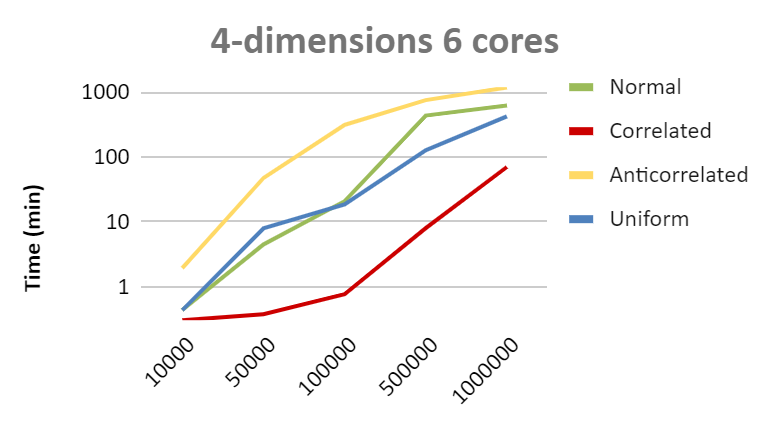 4-dimensions 6 cores
Time (min)
1000
100
10
1
10000
50000
100000
500000
1000000
Normal
Correlated
Anticorrelated
Uniform